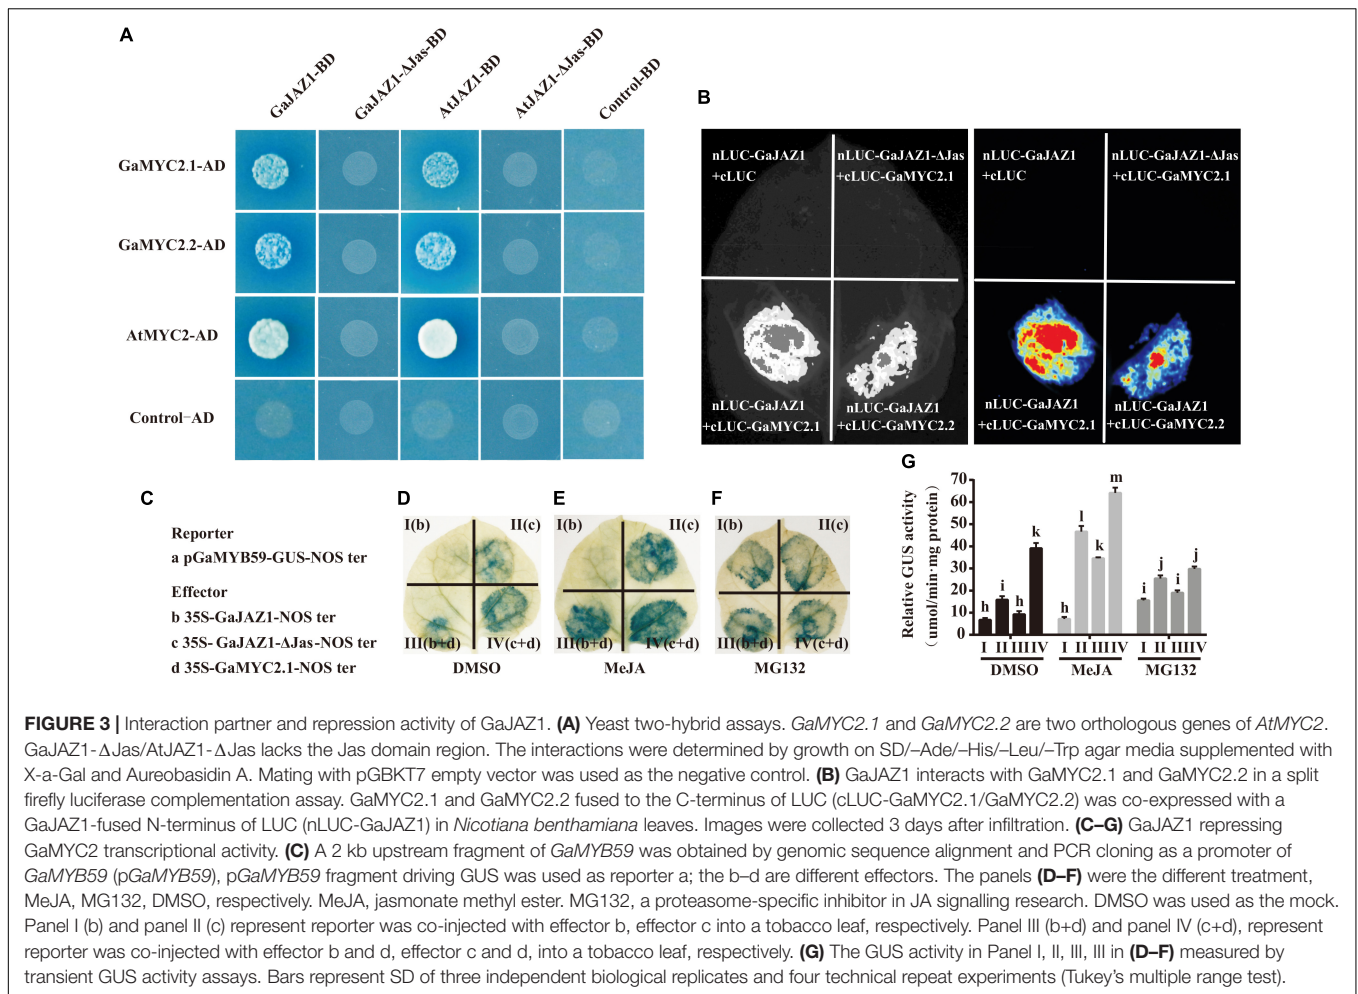 A
GaJAZ1-BD
GaJAZ1-ΔJas-BD
AtJAZ1-BD
AtJAZ1-ΔJas-BD
Control-BD
GaMYC2.1-AD
GaMYC2.2-AD
AtMYC2-AD
Control-AD
B
nLUC-GaJAZ1
+cLUC
nLUC-GaJAZ1-ΔJas
+cLUC-GaMYC2.1
nLUC-GaJAZ1
+cLUC-GaMYC2.1
nLUC-GaJAZ1
+cLUC-GaMYC2.2
nLUC-GaJAZ1
+cLUC
nLUC-GaJAZ1-ΔJas
+cLUC-GaMYC2.1
nLUC-GaJAZ1
+cLUC-GaMYC2.1
nLUC-GaJAZ1
+cLUC-GaMYC2.2
C
Reporter
a pGaMYB59-GUS-NOS ter
Effector
b 35S-GaJAZ1-NOS ter
c 35S- GaJAZ1-ΔJas-NOS ter
d 35S-GaMYC2.1-NOS ter
D
I(b)
II(c)
III(b+d)
IV(c+d)
DMSO
E
I(b)
II(c)
III(b+d)
IV(c+d)
MeJA
F
I(b)
II(c)
III(b+d)
IV(c+d)
MG132
G
Relative GUS activity
(umol/min·mg protein)
70
60
50
40
30
20
10
0
h i h k
h l k m
i j i j
I II III IV
I II III IV
I II III IV
DMSO
MeJA
MG132
FIGURE 3 | Interaction partner and repression activity of GaJAZ1. (A) Yeast two-hybrid assays. GaMYC2.1 and GaMYC2.2 are two orthologous genes of AtMYC2.
GaJAZ1-ΔJas/AtJAZ1-ΔJas lacks the Jas domain region. The interactions were determined by growth on SD/–Ade/–His/–Leu/–Trp agar media supplemented with
X-a-Gal and Aureobasidin A. Mating with pGBKT7 empty vector was used as the negative control. (B) GaJAZ1 interacts with GaMYC2.1 and GaMYC2.2 in a split
firefly luciferase complementation assay. GaMYC2.1 and GaMYC2.2 fused to the C-terminus of LUC (cLUC-GaMYC2.1/GaMYC2.2) was co-expressed with a
GaJAZ1-fused N-terminus of LUC (nLUC-GaJAZ1) in Nicotiana benthamiana leaves. Images were collected 3 days after infiltration. (C–G) GaJAZ1 repressing
GaMYC2 transcriptional activity. (C) A 2 kb upstream fragment of GaMYB59 was obtained by genomic sequence alignment and PCR cloning as a promoter of
GaMYB59 (pGaMYB59), pGaMYB59 fragment driving GUS was used as reporter a; the b–d are different effectors. The panels (D–F) were the different treatment,
MeJA, MG132, DMSO, respectively. MeJA, jasmonate methyl ester. MG132, a proteasome-specific inhibitor in JA signalling research. DMSO was used as the mock.
Panel I (b) and panel II (c) represent reporter was co-injected with effector b, effector c into a tobacco leaf, respectively. Panel III (b+d) and panel IV (c+d), represent
reporter was co-injected with effector b and d, effector c and d, into a tobacco leaf, respectively. (G) The GUS activity in Panel I, II, III, III in (D–F) measured by
transient GUS activity assays. Bars represent SD of three independent biological replicates and four technical repeat experiments (Tukey's multiple range test).